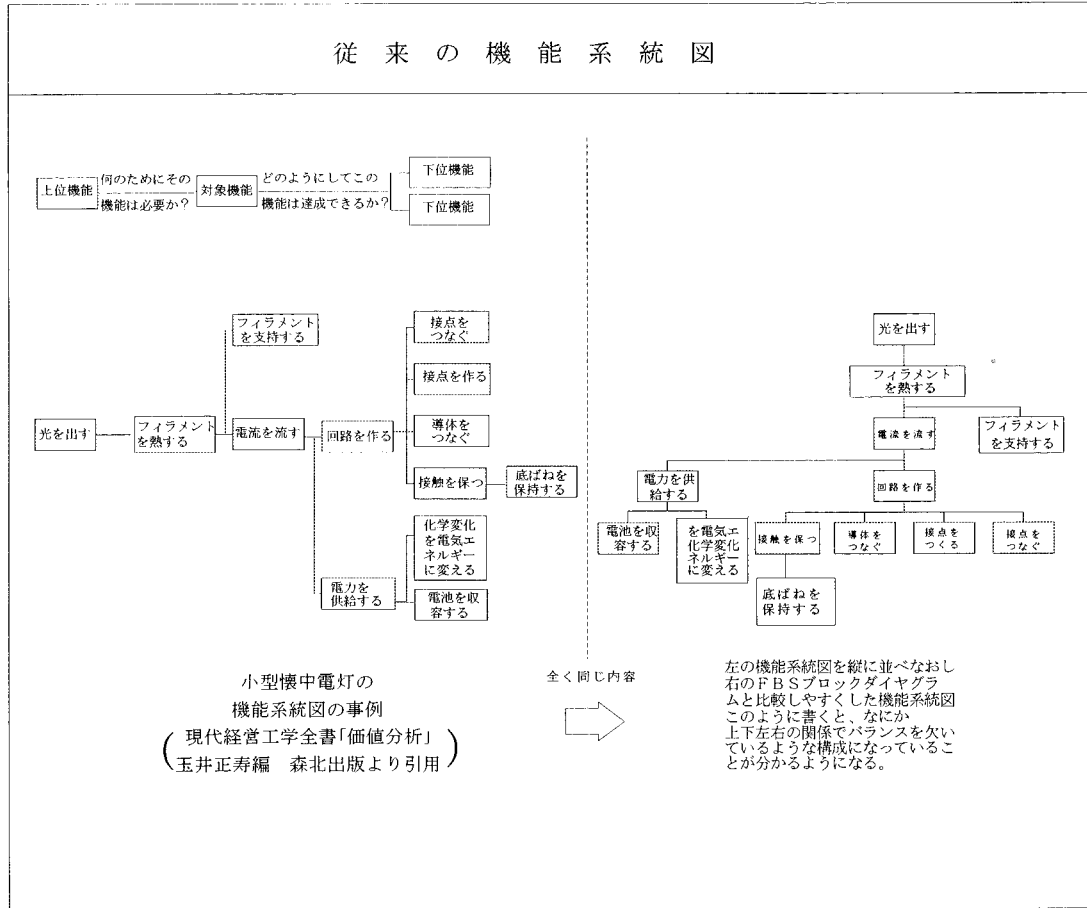 従来の機能系統図
上位機能
何のためにその
機能は必要か?
対象機能
どのようにしてこの
機能は達成できるか?
下位機能
下位機能
光を出す
フィラメント
を熱する
フィラメント
を支持する
電流を流す
回路を作る
接点を
つなぐ
接点を作る
導体を
つなぐ
接触を保つ
底ばねを
保持する
電力を
供給する
化学変化
を電気エ
ネルギー
に変える
電池を収
容する
小型懐中電灯の
機能系統図の事例
(現代経営工学全書「価値分析」
玉井正寿編 森北出版より引用)
全く同じ内容
光を出す
フィラメント
を熱する
電流を流す
フィラメント
を支持する
電力を供
給する
回路を作る
電池を収
容する
を電気エ
化学変化
ネルギー
に変える
接触を保つ
導体を
つなぐ
接点を
つくる
接点を
つなぐ
底ばねを
保持する
左の機能系統図を縦に並べなおし
右のFBSブロックダイヤグラ
ムと比較しやすくした機能系統図
このように書くと、なにか
上下左右の関係でバランスを欠い
ているような構成になっているこ
とが分かるようになる。